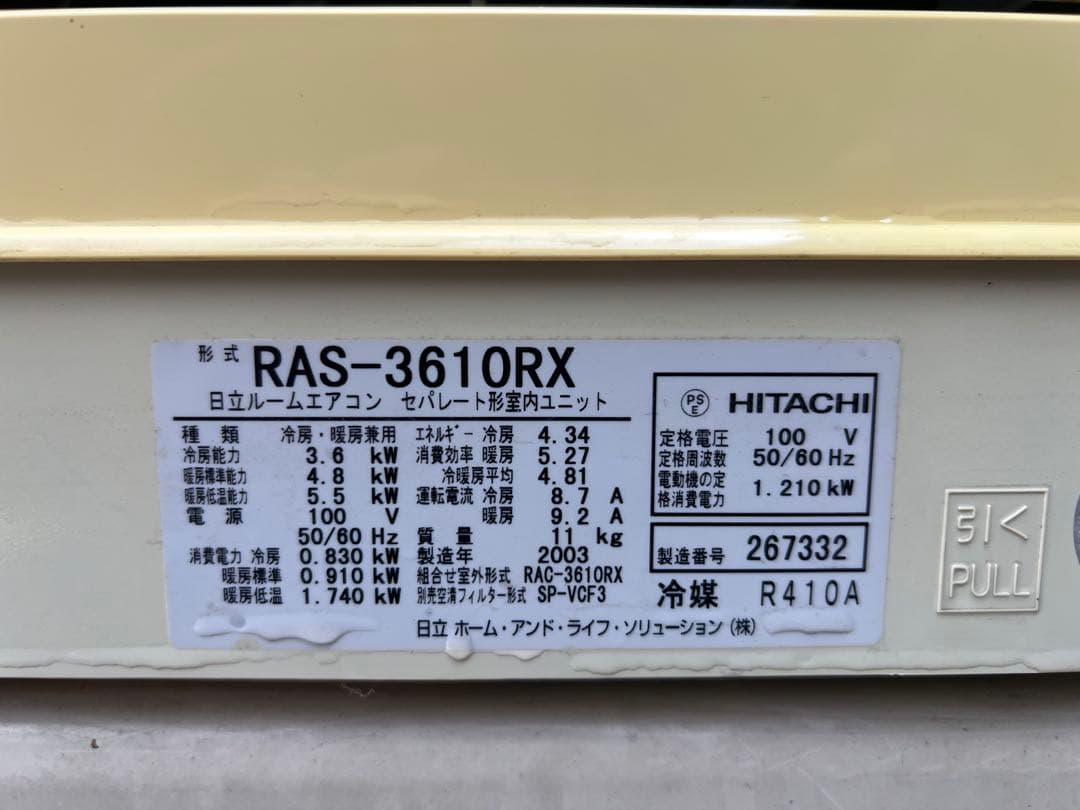 形式 RAS-3610RX
日立ルームエアコン セパレート形室内ユニット
種類 冷房・暖房兼用
冷房能力 3.6 kW
暖房標準能力 4.8 kW
暖房低温能力 5.5 kW
電源 100 V
50/60 Hz
消費電力 冷房 0.830 kW
暖房標準 0.910 kW
暖房低温 1.740 kW
エネルギー 冷房 4.34
消費効率 暖房 5.27
冷暖房平均 4.81
運転電流 冷房 8.7 A
暖房 9.2 A
質量 11 kg
製造年 2003
組合せ室外形式 RAC-3610RX
別売空清フィルター形式 SP-VCF3
日立 ホーム・アンド・ライフ・ソリューション(株)
PSE HITACHI
定格電圧 100 V
定格周波数 50/60 Hz
電動機の定
格消費電力 1.210 kW
製造番号 267332
冷媒 R410A
引く
PULL